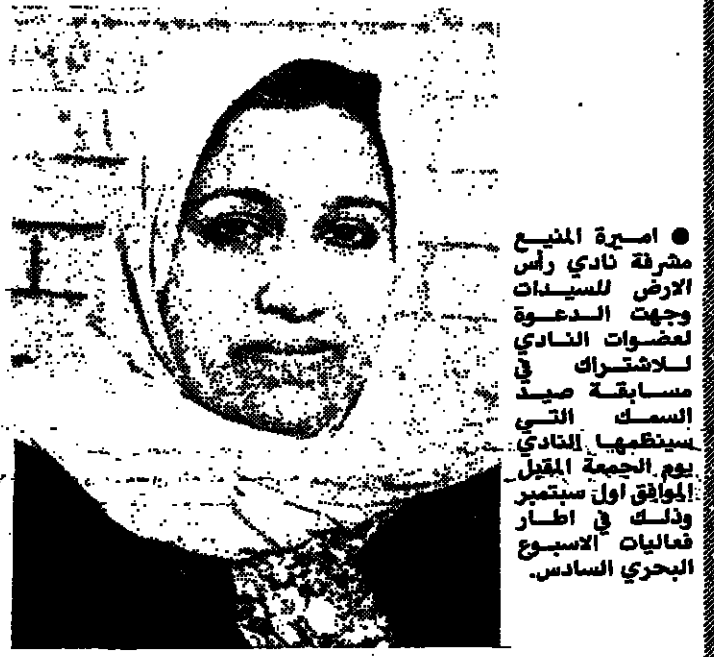 ● اميرة المنيع
مشرفة نادي رأس
الارض للسيدات
وجهت الدعوة
لعضوات النادي
للاشتراك في
مسابقة صيد
السمك التي
سينظمها النادي
يوم الجمعة المقبل
الموافق اول سبتمبر
وذلك في اطار
فعاليات الاسبوع
البحري السادس.